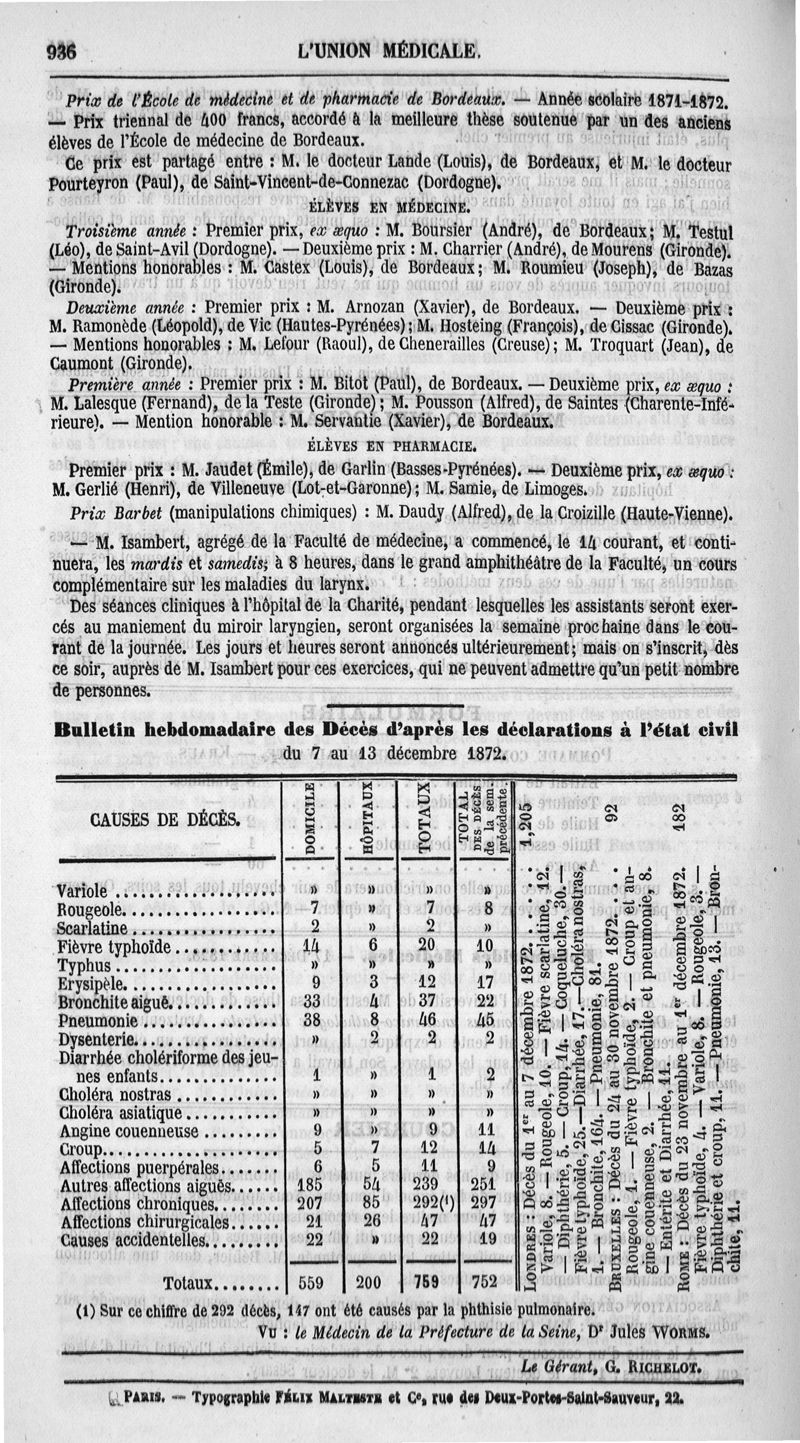 936
L'UNION MÉDICALE.
Prix de l'École de médecine et de pharmacie de Bordeaux. — Année scolaire 1871-1872.
— Prix triennal de 400 francs, accordé à la meilleure thèse soutenue par un des anciens
élèves de l'École de médecine de Bordeaux.
Ce prix est partagé entre : M. le docteur Lande (Louis), de Bordeaux, et M. le docteur
Pourteyron (Paul), de Saint-Vincent-de-Connezac (Dordogne).
ÉLÈVES EN MÉDECINE.
Troisième année : Premier prix, ex æquo : M. Boursier (André), de Bordeaux; M. Testul
(Léo), de Saint-Avil (Dordogne). — Deuxième prix : M. Charrier (André), de Mourens (Gironde).
— Mentions honorables : M. Castex (Louis), de Bordeaux; M. Roumieu (Joseph), de Bazas
(Gironde).
Deuxième année : Premier prix : M. Arnozan (Xavier), de Bordeaux. — Deuxième prix :
M. Ramonède (Léopold), de Vic (Hautes-Pyrénées); M. Hosteing (François), de Cissac (Gironde).
— Mentions honorables : M. Lefour (Raoul), de Chenerailles (Creuse); M. Troquart (Jean), de
Caumont (Gironde).
Première année : Premier prix : M. Bitot (Paul), de Bordeaux. — Deuxième prix, ex æquo :
M. Lalesque (Fernand), de la Teste (Gironde); M. Pousson (Alfred), de Saintes (Charente-Infé-
rieure). — Mention honorable : M. Servantie (Xavier), de Bordeaux.
ÉLÈVES EN PHARMACIE.
Premier prix : M. Jaudet (Émile), de Garlin (Basses-Pyrénées). — Deuxième prix, ex æquo :
M. Gerlié (Henri), de Villeneuve (Lot-et-Garonne); M. Samie, de Limoges.
Prix Barbet (manipulations chimiques) : M. Daudy (Alfred), de la Croizille (Haute-Vienne).
— M. Isambert, agrégé de la Faculté de médecine, a commencé, le 14 courant, et conti-
nuera, les mardis et samedis, à 8 heures, dans le grand amphithéâtre de la Faculté, un cours
complémentaire sur les maladies du larynx.
Des séances cliniques à l'hôpital de la Charité, pendant lesquelles les assistants seront exer-
cés au maniement du miroir laryngien, seront organisées la semaine prochaine dans le cou-
rant de la journée. Les jours et heures seront annoncés ultérieurement; mais on s'inscrit, dès
ce soir, auprès de M. Isambert pour ces exercices, qui ne peuvent admettre qu'un petit nombre
de personnes.
Bulletin hebdomadaire des Décès d'après les déclarations à l'état civil
du 7 au 13 décembre 1872.
CAUSES DE DÉCÈS. DOMICILE HÔPITAUX TOTAUX TOTAL DES DÉCÈS de la sem. précédente.
Variole .................. » » » »
Rougeole.................. 7 » 7 8
Scarlatine ................ 2 » 2 »
Fièvre typhoïde ............ 14 6 20 10
Typhus ................... » » » »
Erysipèle.................. 9 3 12 17
Bronchite aiguë............. 33 4 37 22
Pneumonie ................ 38 8 46 45
Dysenterie................. » 2 2 2
Diarrhée cholériforme des jeu-
nes enfants............... 1 » 1 2
Choléra nostras ............ » » » »
Choléra asiatique ........... » » » »
Angine couenneuse ......... 9 » 9 11
Croup..................... 5 7 12 14
Affections puerpérales....... 6 5 11 9
Autres affections aiguës...... 185 54 239 251
Affections chroniques........ 207 85 292(1) 297
Affections chirurgicales...... 21 26 47 47
Causes accidentelles......... 22 » 22 19
Totaux........ 559 200 759 752
LONDRES : Décès du 1er au 7 décembre 1872. . . . . 1,205
Variole, 8. — Rougeole, 10. — Fièvre scarlatine, 12.
— Diphthérie, 5. — Croup, 14. — Coqueluche, 30. —
Fièvre typhoïde, 25. — Diarrhée, 17. — Choléra nostras,
1. — Bronchite, 164. — Pneumonie, 81.
BRUXELLES : Décès du 24 au 30 novembre 1872. . . . 92
Rougeole, 1. — Fièvre typhoïde, 2. — Croup et an-
gine couenneuse, 2. — Bronchite et pneumonie, 8.
— Entérite et Diarrhée, 11.
ROME : Décès du 23 novembre au 1er décembre 1872. 182
Fièvre typhoïde, 4. — Variole, 8. — Rougeole, 3. —
Diphthérie et croup, 11. — Pneumonie, 13. — Bron-
chite, 11.
(1) Sur ce chiffre de 292 décès, 147 ont été causés par la phthisie pulmonaire.
Vu : le Médecin de la Préfecture de la Seine, Dr Jules WORMS.
Le Gérant, G. RICHELOT.
PARIS. — Typographie FÉLIX MALTESTE et Ce, rue des Deux-Portes-Saint-Sauveur, 22.